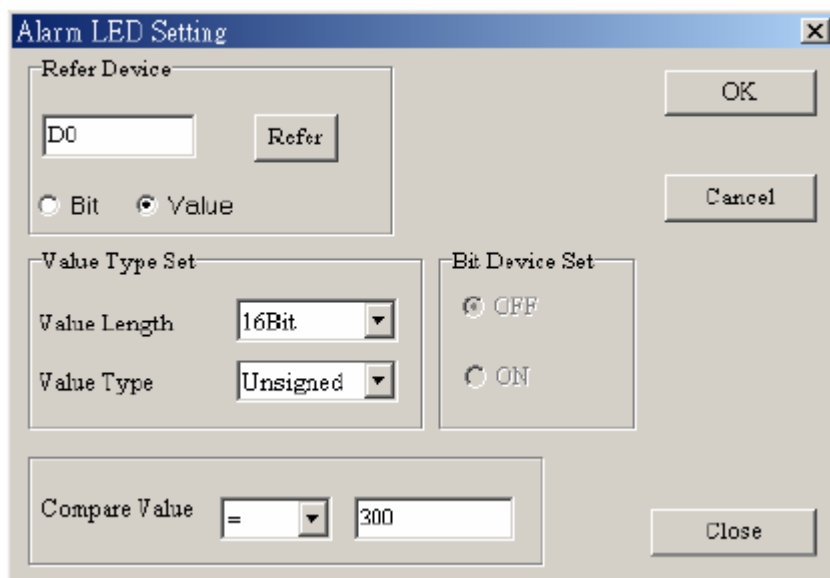 Alarm LED Setting
Refer Device
D0
Refer
Bit
Value
OK
Cancel
Value Type Set
Value Length
16Bit
Value Type
Unsigned
Bit Device Set
OFF
ON
Compare Value
=
300
Close